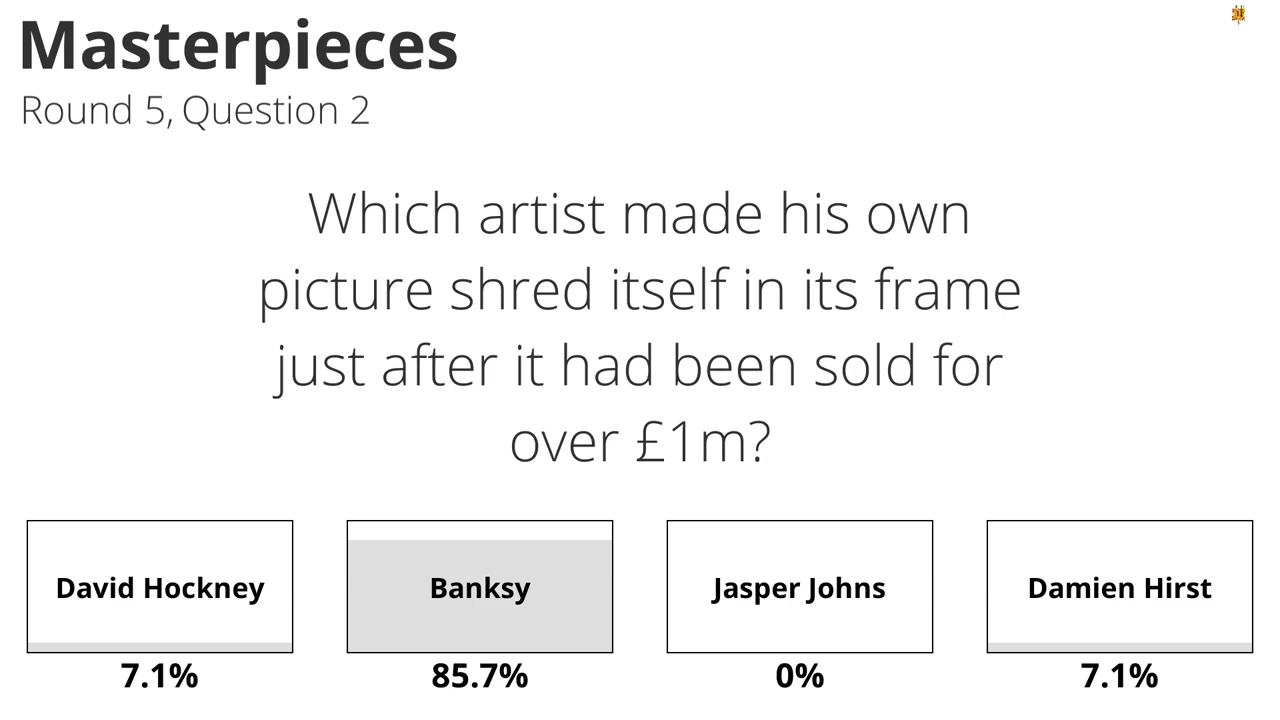 Masterpieces
Round 5, Question 2
Which artist made his own
picture shred itself in its frame
just after it had been sold for
over £1m?
David Hockney
Banksy
Jasper Johns
Damien Hirst
7.1%
85.7%
0%
7.1%